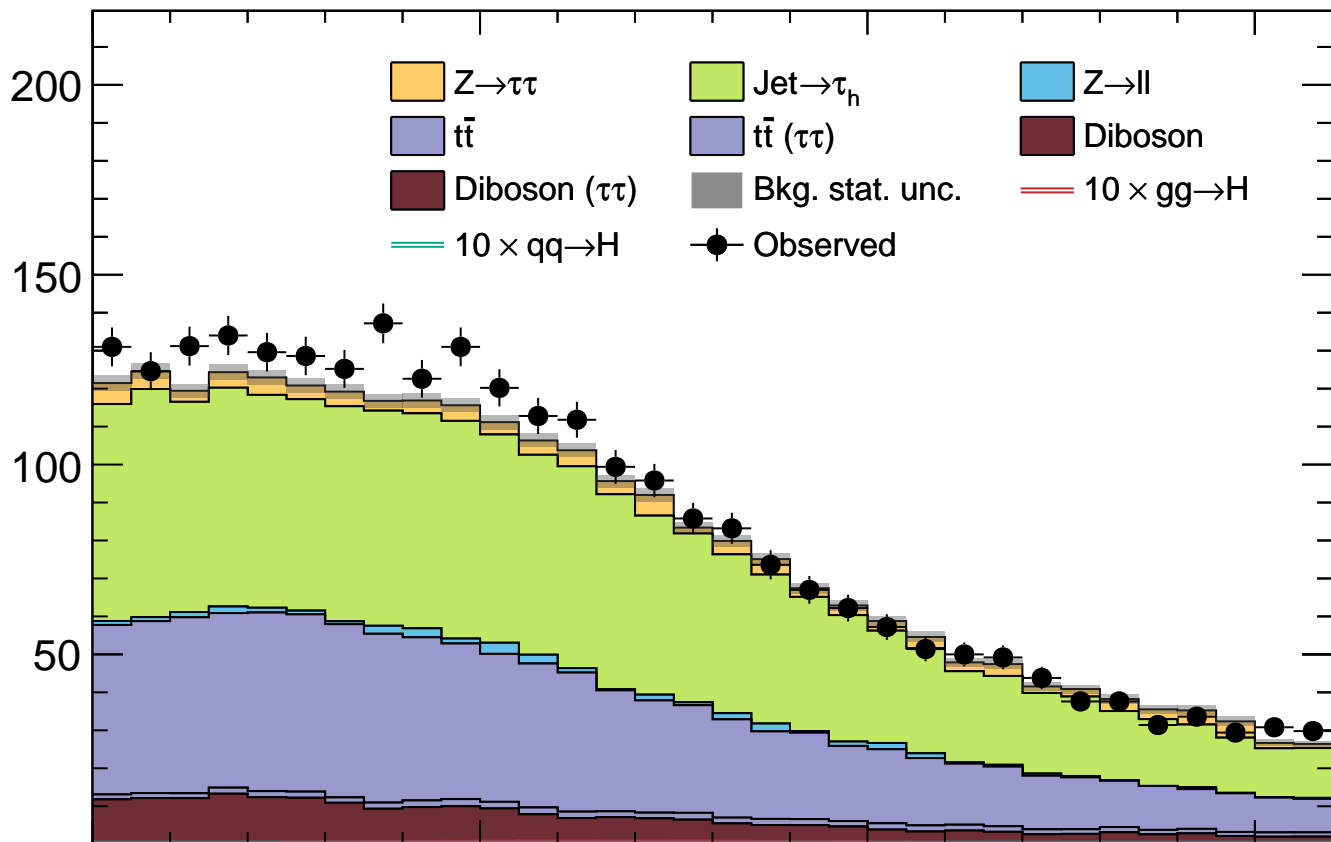 200
150
100
50
Z→ττ Jet→τₕ Z→ll
tt̄ tt̄ (ττ) Diboson
Diboson (ττ) Bkg. stat. unc. 10 × gg→H
10 × qq→H Observed